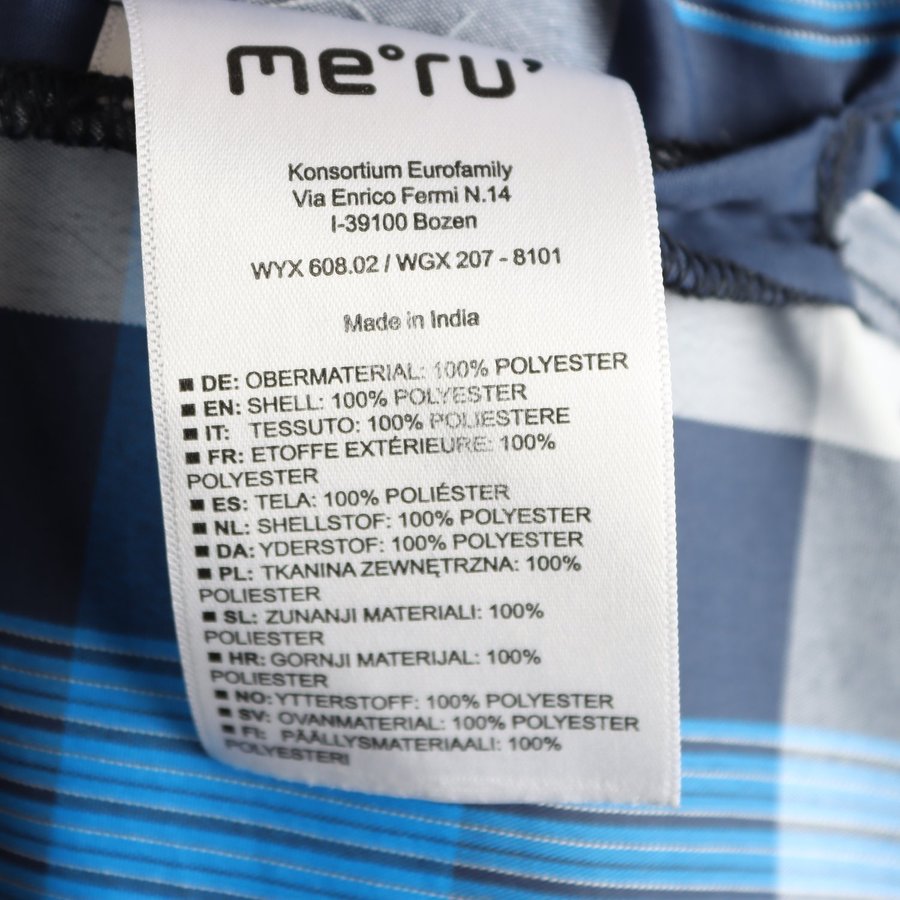 me°ru'
Konsortium Eurofamily
Via Enrico Fermi N.14
I-39100 Bozen
WYX 608.02 / WGX 207 - 8101
Made in India
DE: OBERMATERIAL: 100% POLYESTER
EN: SHELL: 100% POLYESTER
IT: TESSUTO: 100% POLIESTERE
FR: ETOFFE EXTÉRIEURE: 100%
POLYESTER
ES: TELA: 100% POLIÉSTER
NL: SHELLSTOF: 100% POLYESTER
DA: YDERSTOF: 100% POLYESTER
PL: TKANINA ZEWNĘTRZNA: 100%
POLIESTER
SL: ZUNANJI MATERIALI: 100%
POLIESTER
HR: GORNJI MATERIJAL: 100%
POLIESTER
NO: YTTERSTOFF: 100% POLYESTER
SV: OVANMATERIAL: 100% POLYESTER
FI: PÄÄLLYSMATERIAALI: 100%
POLYESTERI